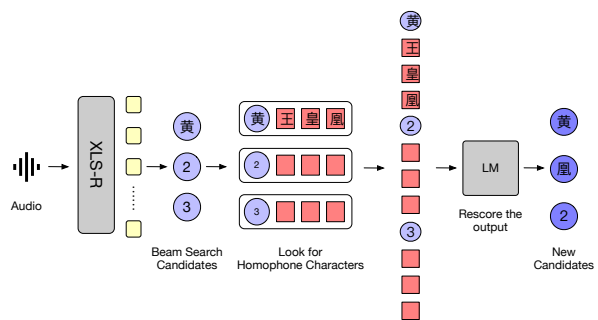 Audio
XLS-R
黄
2
3
Beam Search
Candidates
黄 王 皇 凰
2
3
Look for
Homophone Characters
黄
王
皇
凰
2
3
LM
Rescore the
output
黄
凰
2
New
Candidates